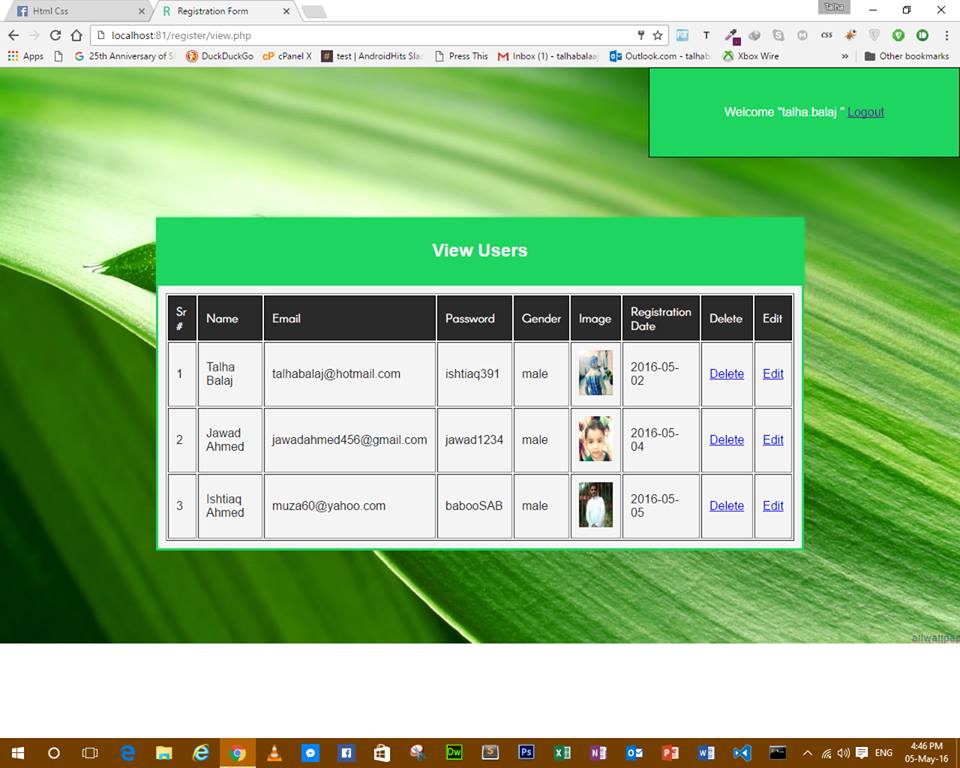 Html Css
Registration Form
Talha
localhost:81/register/view.php
Apps
25th Anniversary of S
DuckDuckGo
cP cPanel X
test | AndroidHits Slac
Press This
Inbox (1) - talhabalaa
Outlook.com - talhab
Xbox Wire
»
Other bookmarks
Welcome "talha.balaj " Logout
View Users
Sr # Name Email Password Gender Image Registration Date Delete Edit
1 Talha Balaj talhabalaj@hotmail.com ishtiaq391 male 2016-05-02 Delete Edit
2 Jawad Ahmed jawadahmed456@gmail.com jawad1234 male 2016-05-04 Delete Edit
3 Ishtiaq Ahmed muza60@yahoo.com babooSAB male 2016-05-05 Delete Edit
ENG
4:46 PM
05-May-16